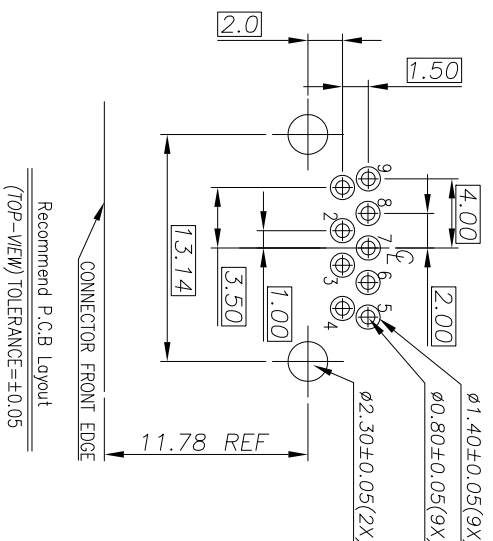 2.0
1.50
4.00
2.00
9
8
7
6
5
2
3
4
CL
13.14
3.50
1.00
ø1.40±0.05(9X
ø0.80±0.05(9X
ø2.30±0.05(2X
11.78 REF
CONNECTOR FRONT EDGE
Recommend P.C.B Layout
(TOP-VIEW) TOLERANCE=±0.05